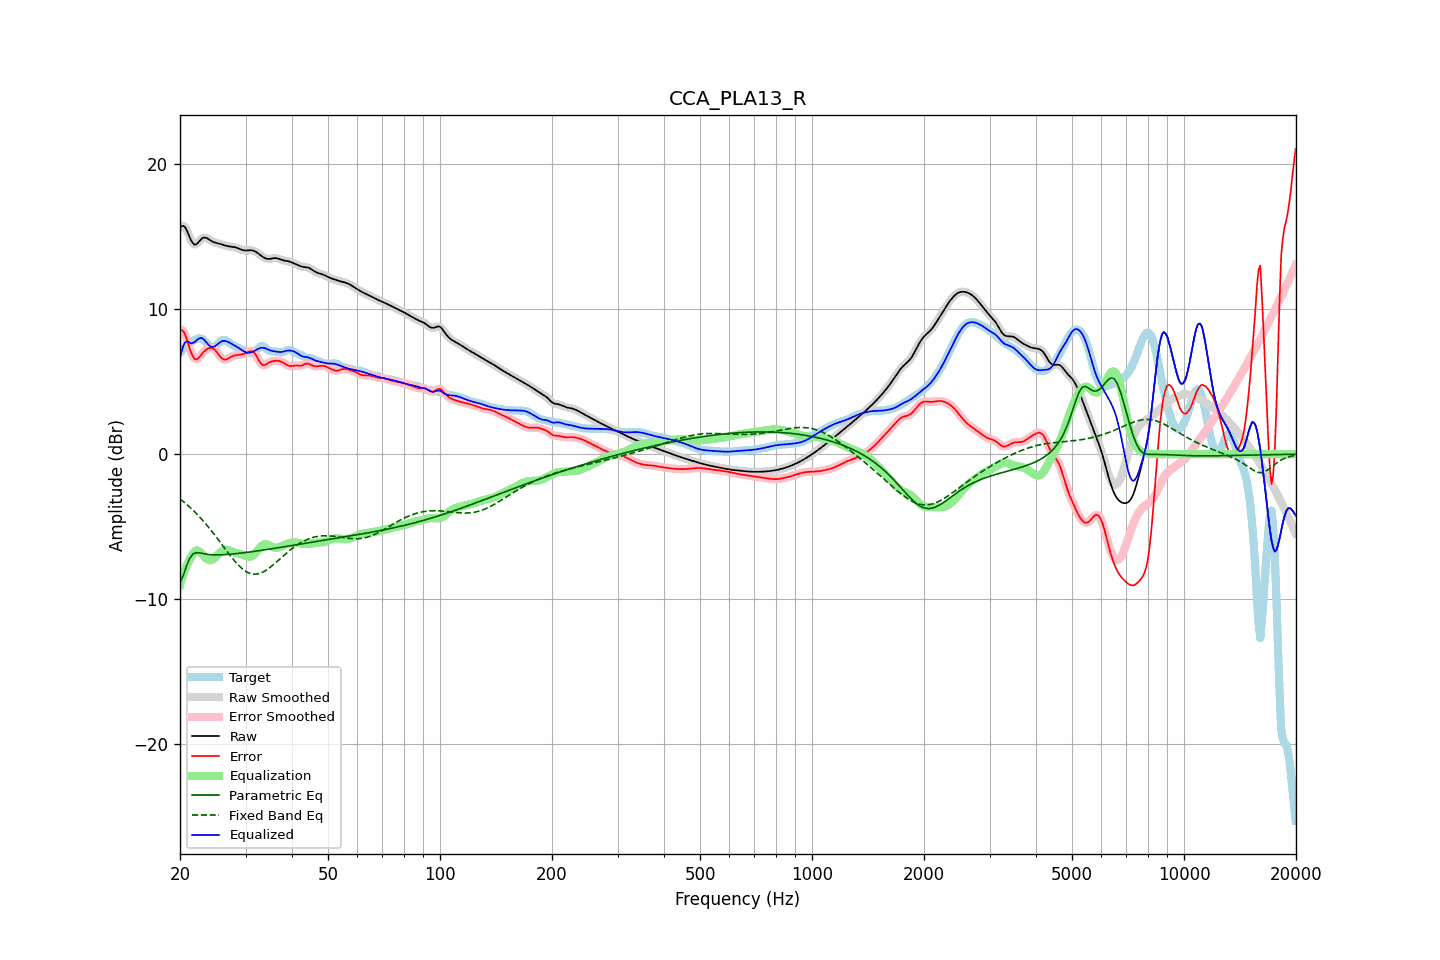 CCA_PLA13_R
Amplitude (dBr)
20
10
0
−10
−20
Target
Raw Smoothed
Error Smoothed
Raw
Error
Equalization
Parametric Eq
Fixed Band Eq
Equalized
20 50 100 200 500 1000 2000 5000 10000 20000
Frequency (Hz)